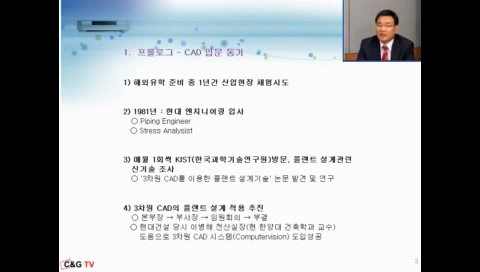 1. 프롤로그 - CAD 입문 동기
1) 해외유학 준비 중 1년간 산업현장 체험시도
2) 1981년 : 현대 엔지니어링 입사
○ Piping Engineer
○ Stress Analysist
3) 매월 1회씩 KIST(한국과학기술연구원)방문, 플랜트 설계관련
신기술 조사
○ '3차원 CAD를 이용한 플랜트 설계기술' 논문 발견 및 연구
4) 3차원 CAD의 플랜트 설계 적용 추진
○ 본부장 → 부사장 → 임원회의 → 부결
○ 현대건설 당시 이병해 전산실장(현 한양대 건축학과 교수)
도움으로 3차원 CAD 시스템(Computervision) 도입성공
C&G TV